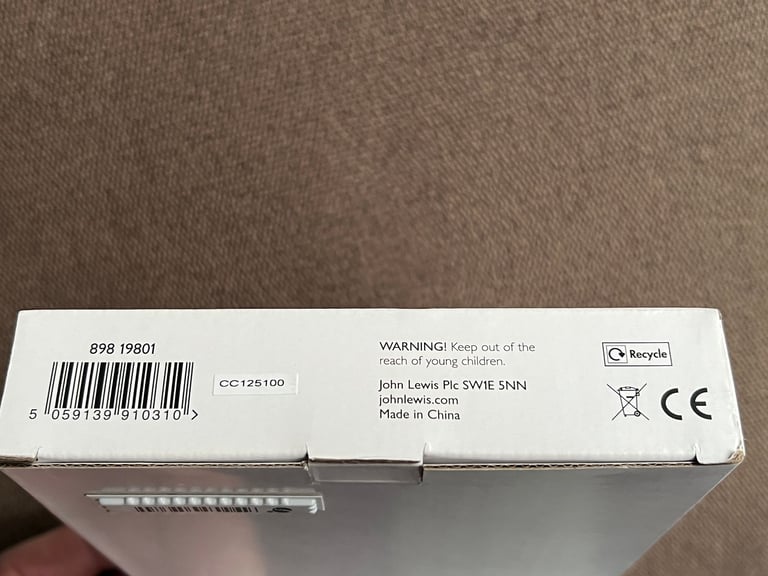 898 19801
5 059139 910310 >
CC125100
WARNING! Keep out of the
reach of young children.
John Lewis Plc SW1E 5NN
johnlewis.com
Made in China
Recycle
CE